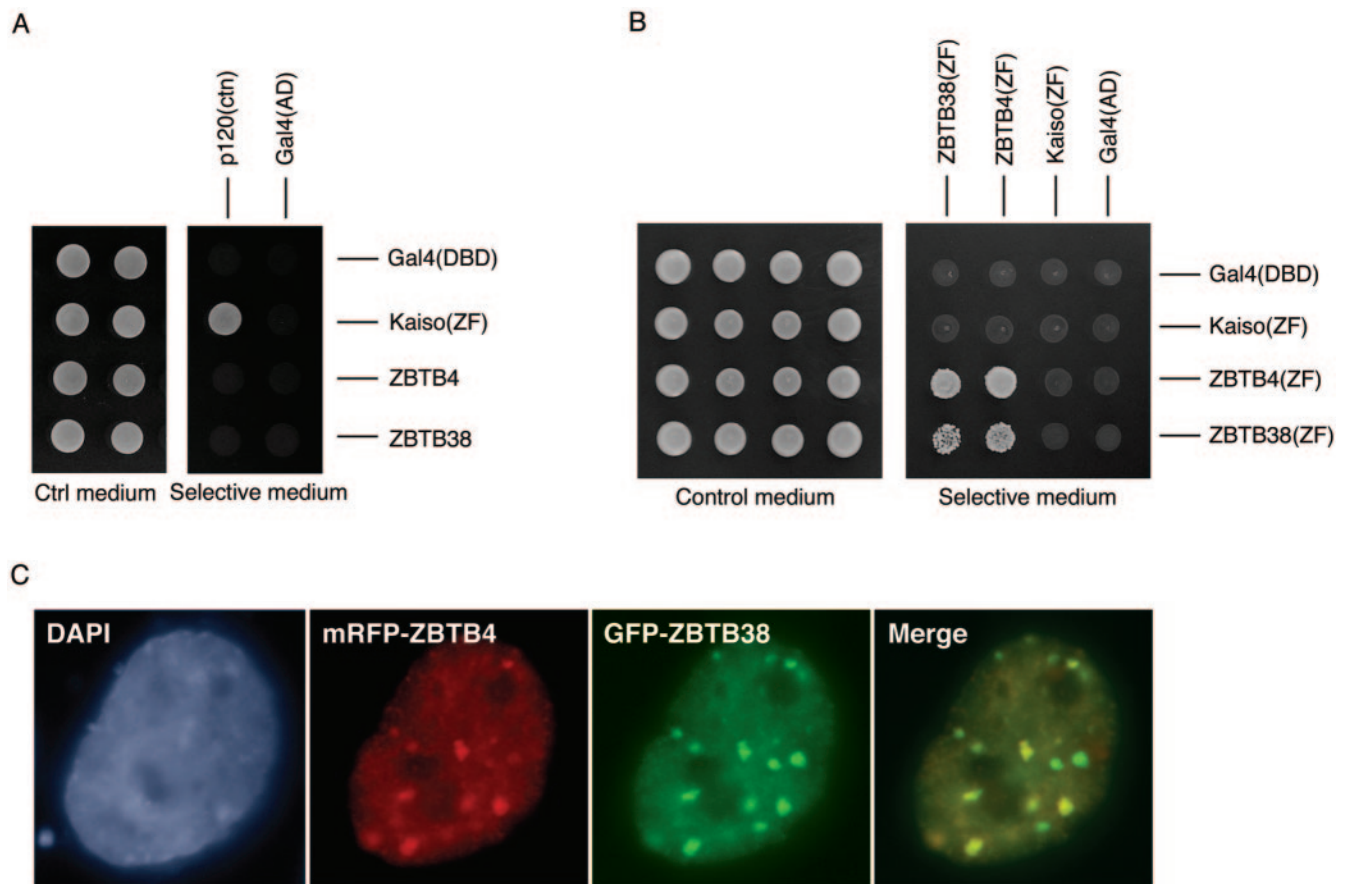 A
p120(ctn)
Gal4(AD)
Gal4(DBD)
Kaiso(ZF)
ZBTB4
ZBTB38
Ctrl medium
Selective medium
B
ZBTB38(ZF)
ZBTB4(ZF)
Kaiso(ZF)
Gal4(AD)
Gal4(DBD)
Kaiso(ZF)
ZBTB4(ZF)
ZBTB38(ZF)
Control medium
Selective medium
C
DAPI
mRFP-ZBTB4
GFP-ZBTB38
Merge